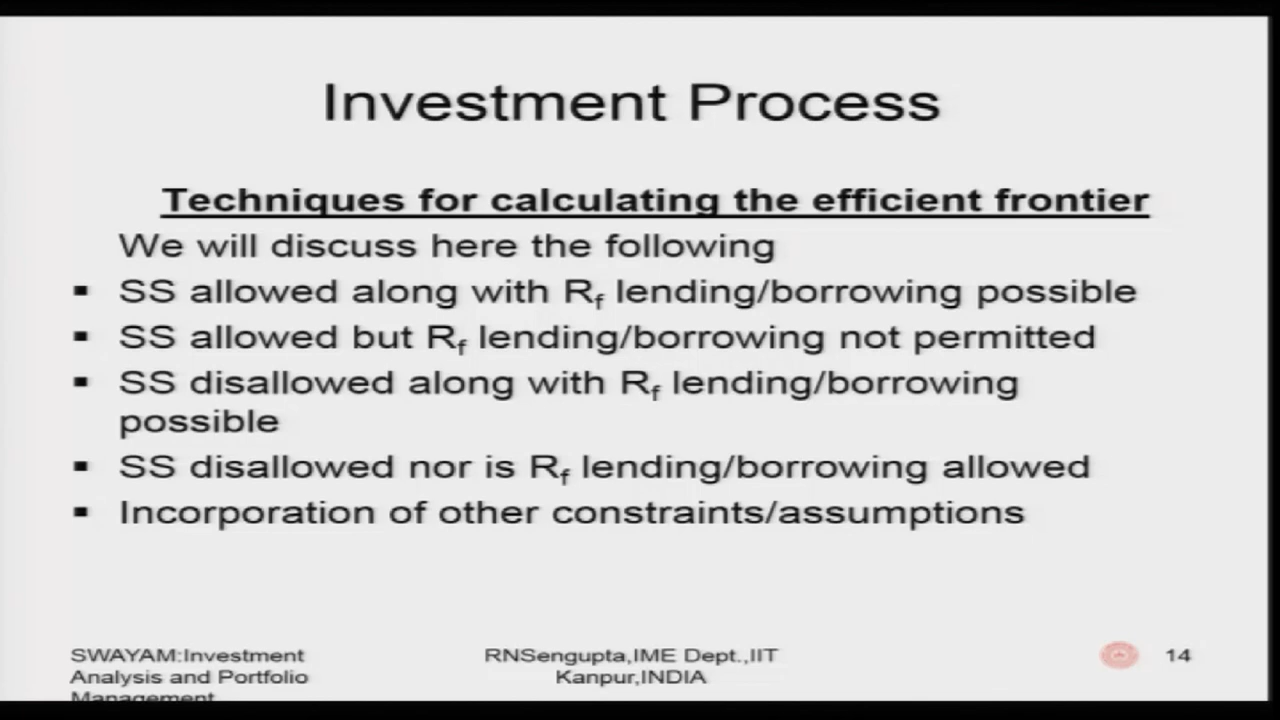 Investment Process
Techniques for calculating the efficient frontier
We will discuss here the following
▪ SS allowed along with Rf lending/borrowing possible
▪ SS allowed but Rf lending/borrowing not permitted
▪ SS disallowed along with Rf lending/borrowing
possible
▪ SS disallowed nor is Rf lending/borrowing allowed
▪ Incorporation of other constraints/assumptions
SWAYAM:Investment
Analysis and Portfolio
Management
RNSengupta,IME Dept.,IIT
Kanpur,INDIA
14